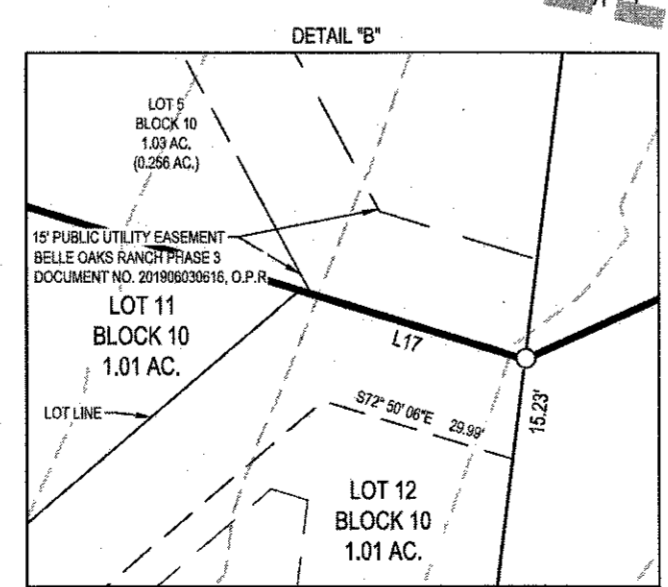 DETAIL "B"
LOT 5
BLOCK 10
1.03 AC.
(0.256 AC.)
15' PUBLIC UTILITY EASEMENT
BELLE OAKS RANCH PHASE 3
DOCUMENT NO. 201906030616, O.P.R.
LOT 11
BLOCK 10
1.01 AC.
LOT LINE
L17
S72° 50' 06"E 29.99'
15.23'
LOT 12
BLOCK 10
1.01 AC.